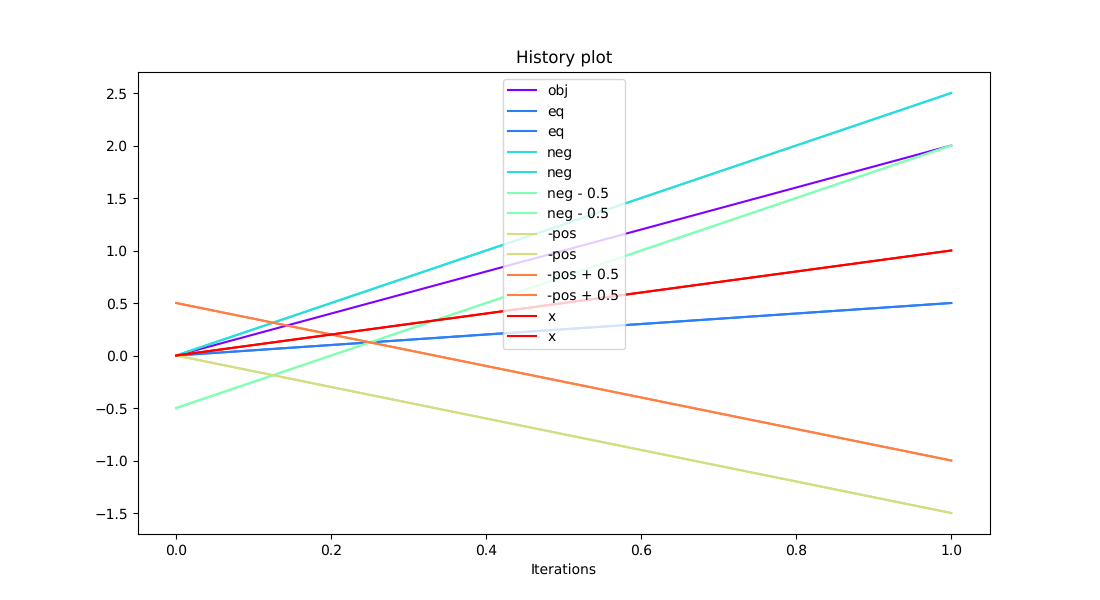 History plot
obj
eq
eq
neg
neg
neg - 0.5
neg - 0.5
-pos
-pos
-pos + 0.5
-pos + 0.5
x
x
2.5
2.0
1.5
1.0
0.5
0.0
−0.5
−1.0
−1.5
0.0 0.2 0.4 0.6 0.8 1.0
Iterations